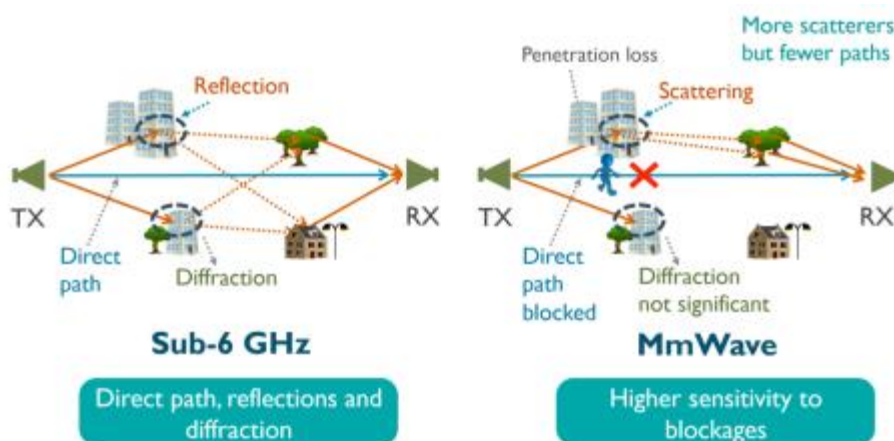 Reflection
TX
RX
Direct
path
Diffraction
Sub-6 GHz
Direct path, reflections and
diffraction
More scatterers
but fewer paths
Penetration loss
Scattering
TX
RX
Direct
path
blocked
Diffraction
not significant
MmWave
Higher sensitivity to
blockages